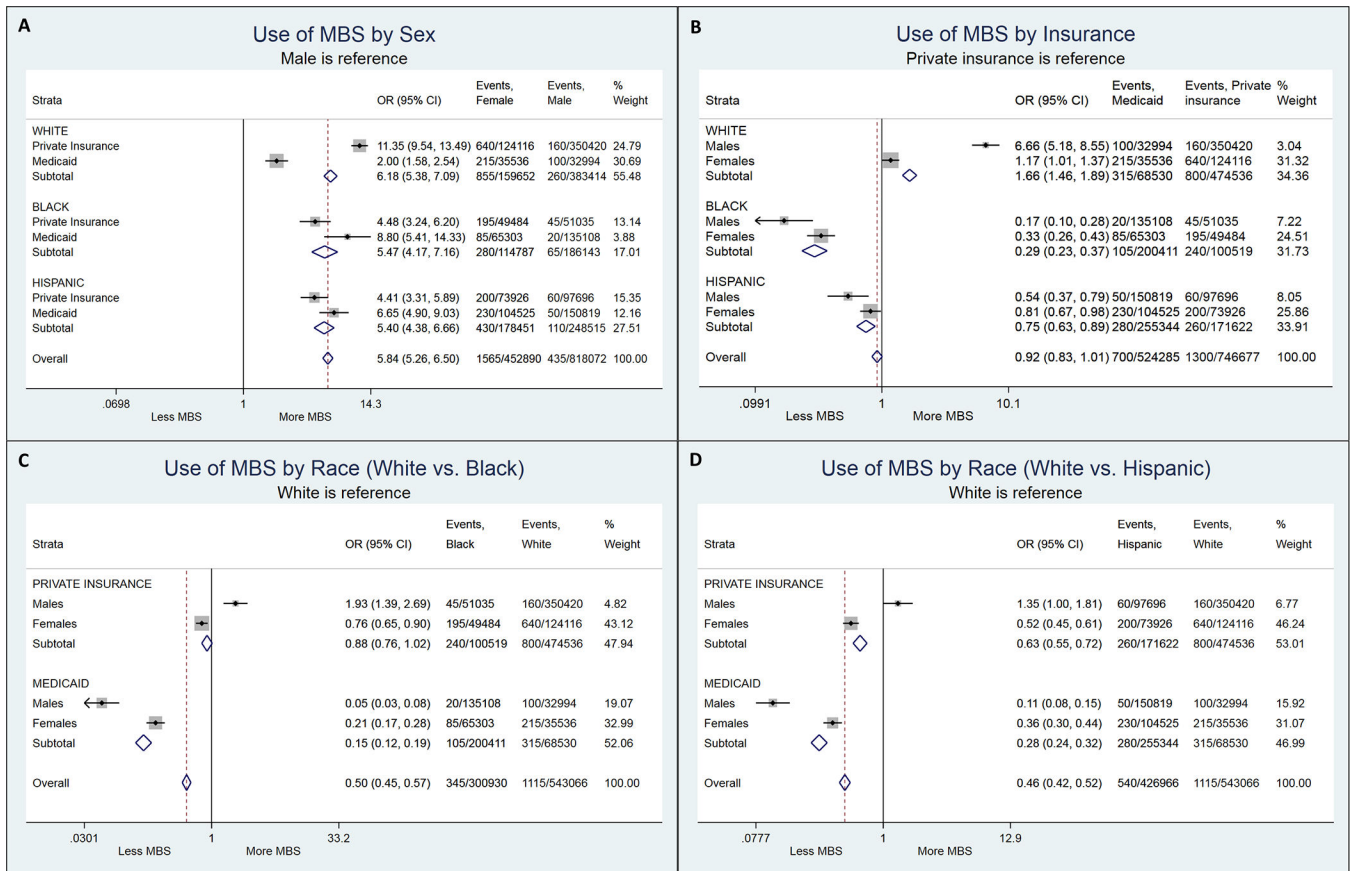 A
Use of MBS by Sex
Male is reference
Events, Events, %
Strata OR (95% CI) Female Male Weight
WHITE
Private Insurance 11.35 (9.54, 13.49) 640/124116 160/350420 24.79
Medicaid 2.00 (1.58, 2.54) 215/35536 100/32994 30.69
Subtotal 6.18 (5.38, 7.09) 855/159652 260/383414 55.48
BLACK
Private Insurance 4.48 (3.24, 6.20) 195/49484 45/51035 13.14
Medicaid 8.80 (5.41, 14.33) 85/65303 20/135108 3.88
Subtotal 5.47 (4.17, 7.16) 280/114787 65/186143 17.01
HISPANIC
Private Insurance 4.41 (3.31, 5.89) 200/73926 60/97696 15.35
Medicaid 6.65 (4.90, 9.03) 230/104525 50/150819 12.16
Subtotal 5.40 (4.38, 6.66) 430/178451 110/248515 27.51
Overall 5.84 (5.26, 6.50) 1565/452890 435/818072 100.00
.0698 1 14.3
Less MBS More MBS
B
Use of MBS by Insurance
Private insurance is reference
Events, Events, Private %
Strata OR (95% CI) Medicaid insurance Weight
WHITE
Males 6.66 (5.18, 8.55) 100/32994 160/350420 3.04
Females 1.17 (1.01, 1.37) 215/35536 640/124116 31.32
Subtotal 1.66 (1.46, 1.89) 315/68530 800/474536 34.36
BLACK
Males 0.17 (0.10, 0.28) 20/135108 45/51035 7.22
Females 0.33 (0.26, 0.43) 85/65303 195/49484 24.51
Subtotal 0.29 (0.23, 0.37) 105/200411 240/100519 31.73
HISPANIC
Males 0.54 (0.37, 0.79) 50/150819 60/97696 8.05
Females 0.81 (0.67, 0.98) 230/104525 200/73926 25.86
Subtotal 0.75 (0.63, 0.89) 280/255344 260/171622 33.91
Overall 0.92 (0.83, 1.01) 700/524285 1300/746677 100.00
.0991 1 10.1
Less MBS More MBS
C
Use of MBS by Race (White vs. Black)
White is reference
Events, Events, %
Strata OR (95% CI) Black White Weight
PRIVATE INSURANCE
Males 1.93 (1.39, 2.69) 45/51035 160/350420 4.82
Females 0.76 (0.65, 0.90) 195/49484 640/124116 43.12
Subtotal 0.88 (0.76, 1.02) 240/100519 800/474536 47.94
MEDICAID
Males 0.05 (0.03, 0.08) 20/135108 100/32994 19.07
Females 0.21 (0.17, 0.28) 85/65303 215/35536 32.99
Subtotal 0.15 (0.12, 0.19) 105/200411 315/68530 52.06
Overall 0.50 (0.45, 0.57) 345/300930 1115/543066 100.00
.0301 1 33.2
Less MBS More MBS
D
Use of MBS by Race (White vs. Hispanic)
White is reference
Events, Events, %
Strata OR (95% CI) Hispanic White Weight
PRIVATE INSURANCE
Males 1.35 (1.00, 1.81) 60/97696 160/350420 6.77
Females 0.52 (0.45, 0.61) 200/73926 640/124116 46.24
Subtotal 0.63 (0.55, 0.72) 260/171622 800/474536 53.01
MEDICAID
Males 0.11 (0.08, 0.15) 50/150819 100/32994 15.92
Females 0.36 (0.30, 0.44) 230/104525 215/35536 31.07
Subtotal 0.28 (0.24, 0.32) 280/255344 315/68530 46.99
Overall 0.46 (0.42, 0.52) 540/426966 1115/543066 100.00
.0777 1 12.9
Less MBS More MBS